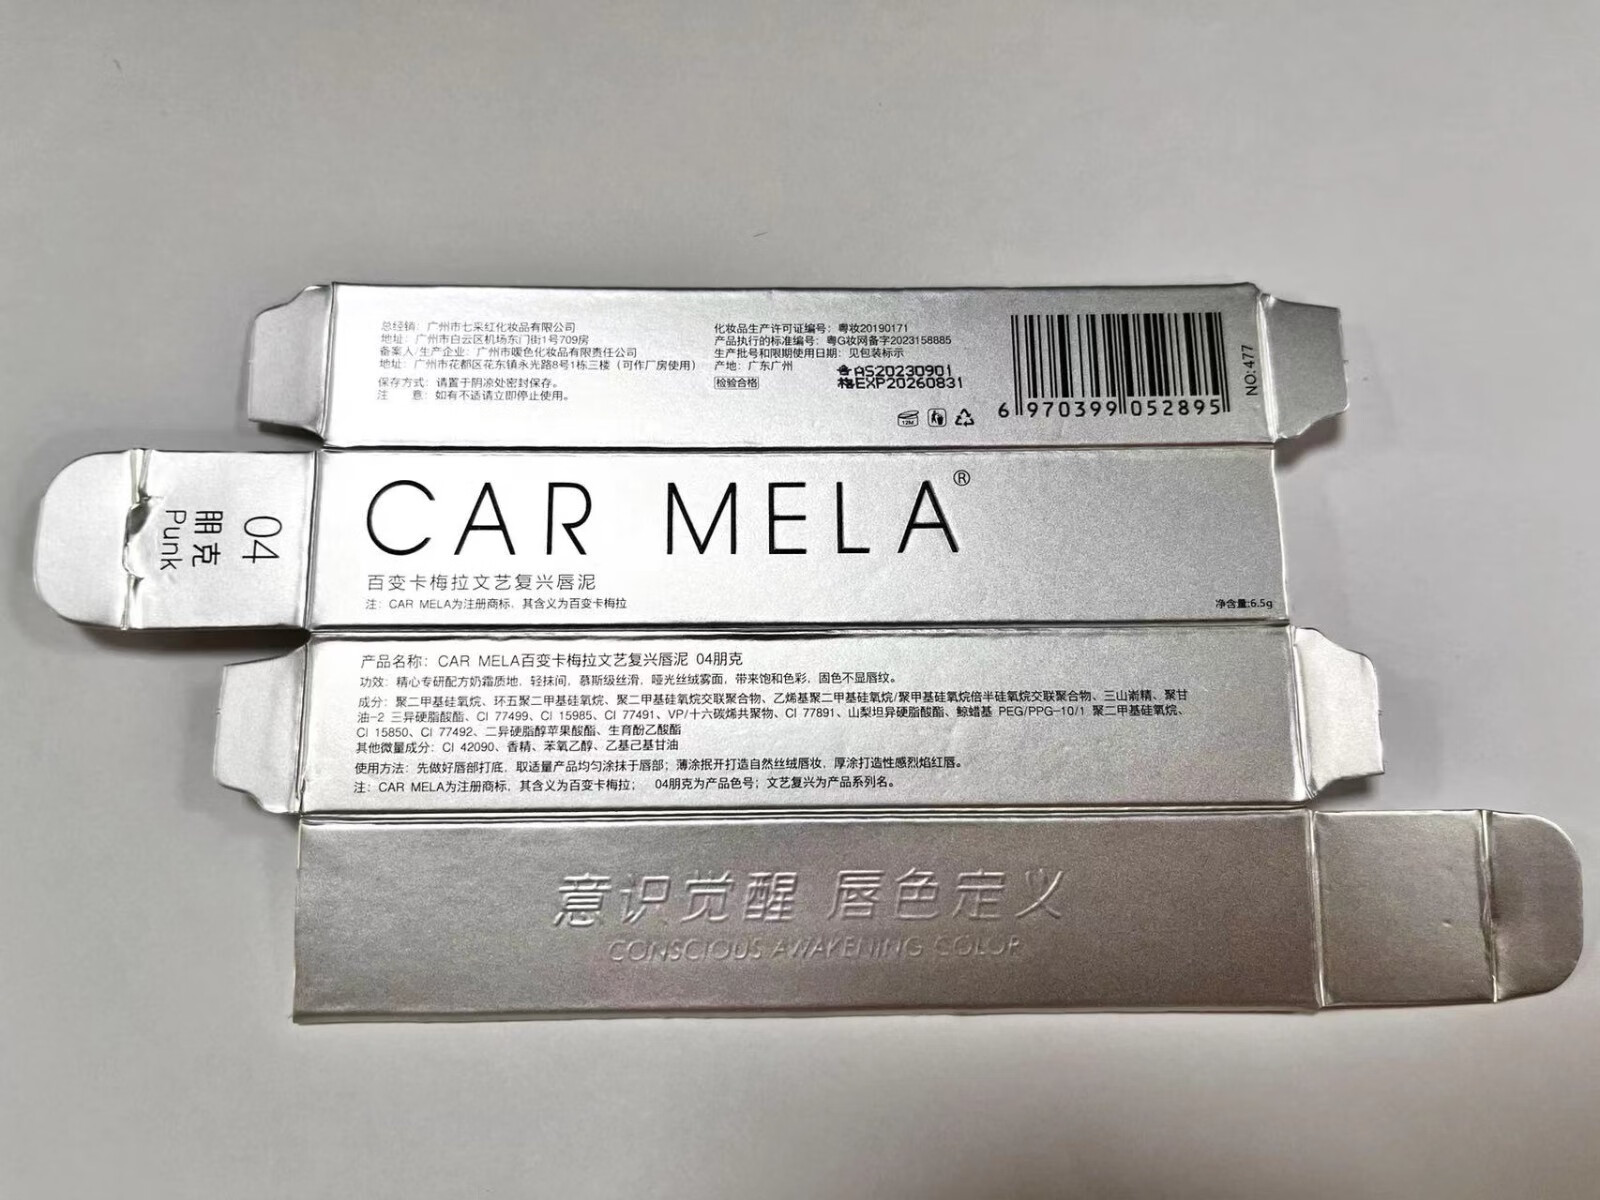 总经销：广州市七采红化妆品有限公司
地址：广州市白云区机场东门街1号709房
备案人/生产企业：广州市暧色化妆品有限责任公司
地址：广州市花都区花东镇永光路8号1栋三楼（可作厂房使用）
保存方式：请置于阴凉处密封保存。
注　意：如有不适请立即停止使用。
化妆品生产许可证编号：粤妆20190171
产品执行的标准编号：粤G妆网备字2023158885
生产批号和限期使用日期：见包装标示
产地：广东广州
检验合格
合格 AS20230901
EXP20260831
12M
6 970399 052895
NO:477
04
朋克
Punk
CAR MELA®
百变卡梅拉文艺复兴唇泥
注：CAR MELA为注册商标，其含义为百变卡梅拉
净含量:6.5g
产品名称：CAR MELA百变卡梅拉文艺复兴唇泥 04朋克
功效：精心专研配方奶霜质地，轻抹间，慕斯级丝滑，哑光丝绒雾面，带来饱和色彩，固色不显唇纹。
成分：聚二甲基硅氧烷、环五聚二甲基硅氧烷、聚二甲基硅氧烷交联聚合物、乙烯基聚二甲基硅氧烷/聚甲基硅氧烷倍半硅氧烷交联聚合物、三山嵛精、聚甘
油-2 三异硬脂酸酯、CI 77499、CI 15985、CI 77491、VP/十六碳烯共聚物、CI 77891、山梨坦异硬脂酸酯、鲸蜡基 PEG/PPG-10/1 聚二甲基硅氧烷、
CI 15850、CI 77492、二异硬脂醇苹果酸酯、生育酚乙酸酯
其他微量成分：CI 42090、香精、苯氧乙醇、乙基己基甘油
使用方法：先做好唇部打底，取适量产品均匀涂抹于唇部；薄涂抿开打造自然丝绒唇妆，厚涂打造性感烈焰红唇。
注：CAR MELA为注册商标，其含义为百变卡梅拉；　04朋克为产品色号；文艺复兴为产品系列名。
意识觉醒 唇色定义
CONSCIOUS AWAKENING COLOR